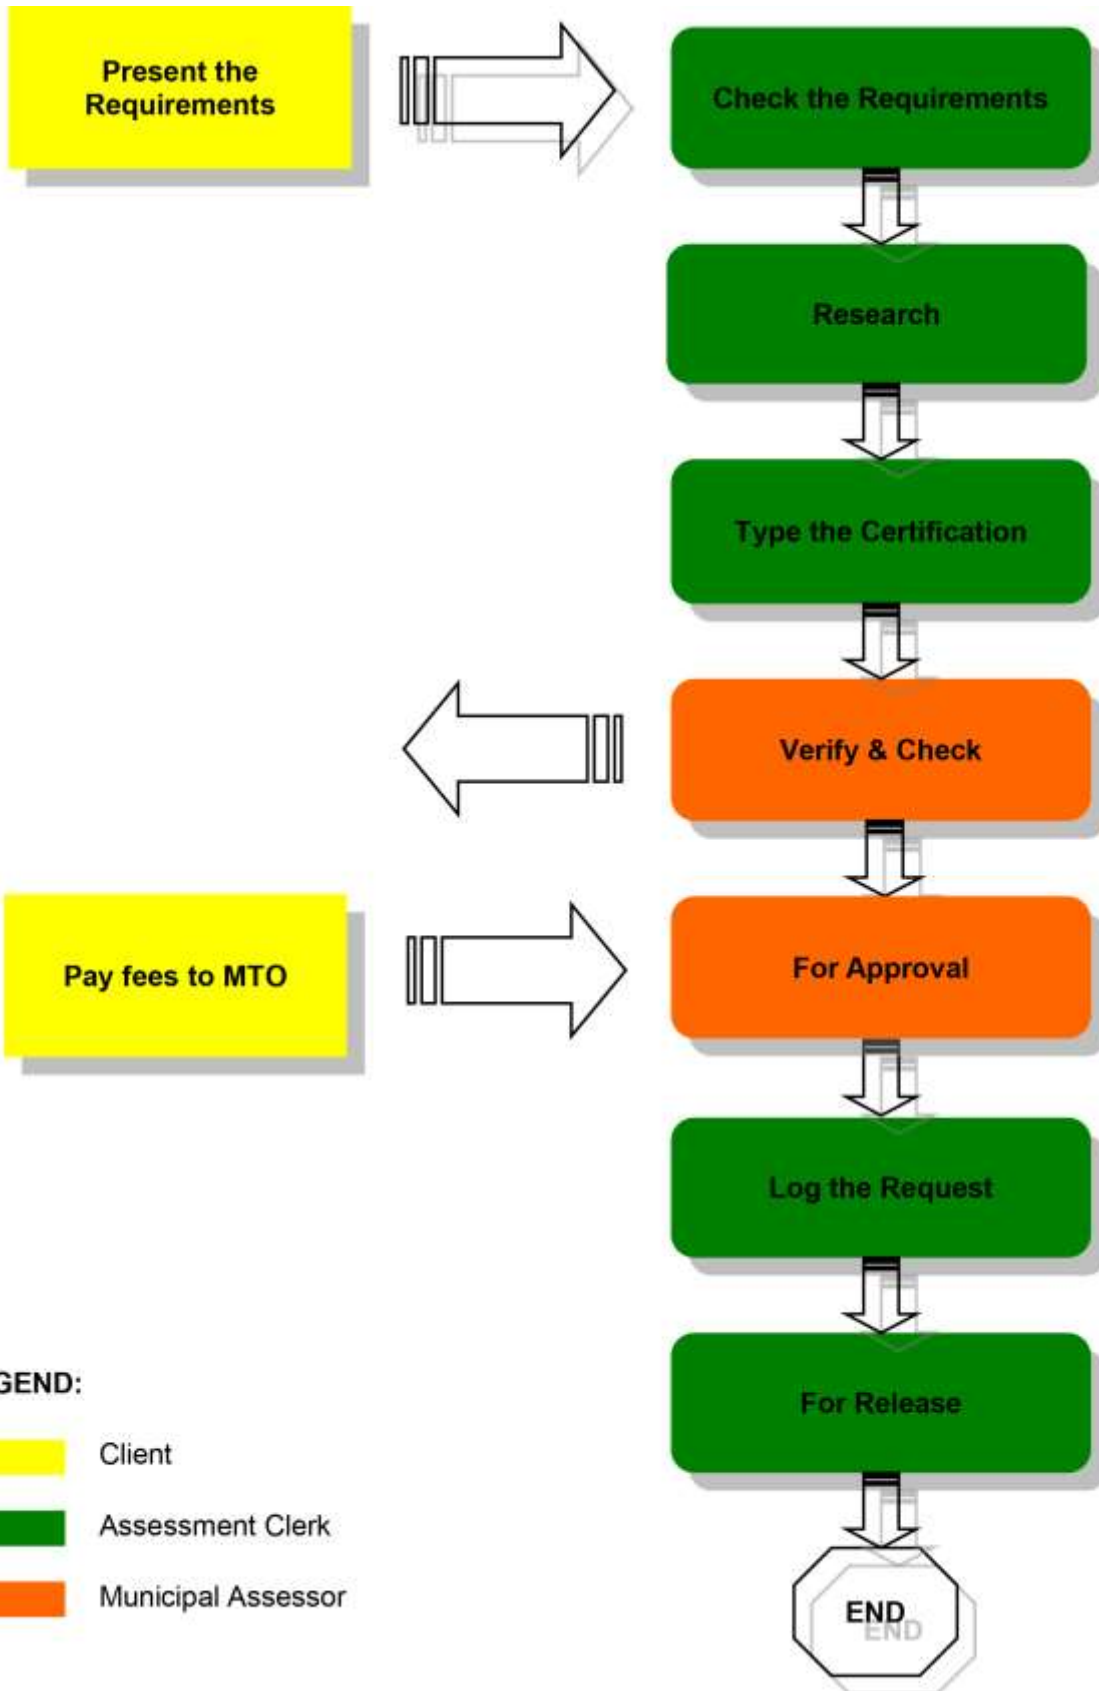 Present the
Requirements
Check the Requirements
Research
Type the Certification
Verify & Check
Pay fees to MTO
For Approval
Log the Request
For Release
GEND:
Client
Assessment Clerk
Municipal Assessor
END